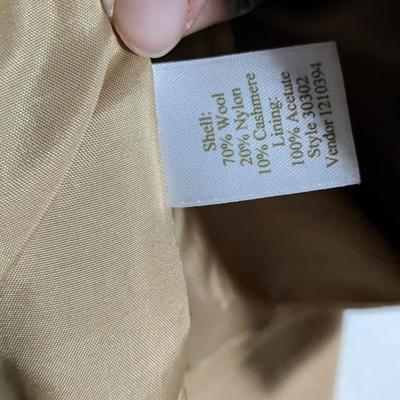 Shell:
70% Wool
20% Nylon
10% Cashmere
Lining:
100% Acetate
Style 30302
Vendor 1210394